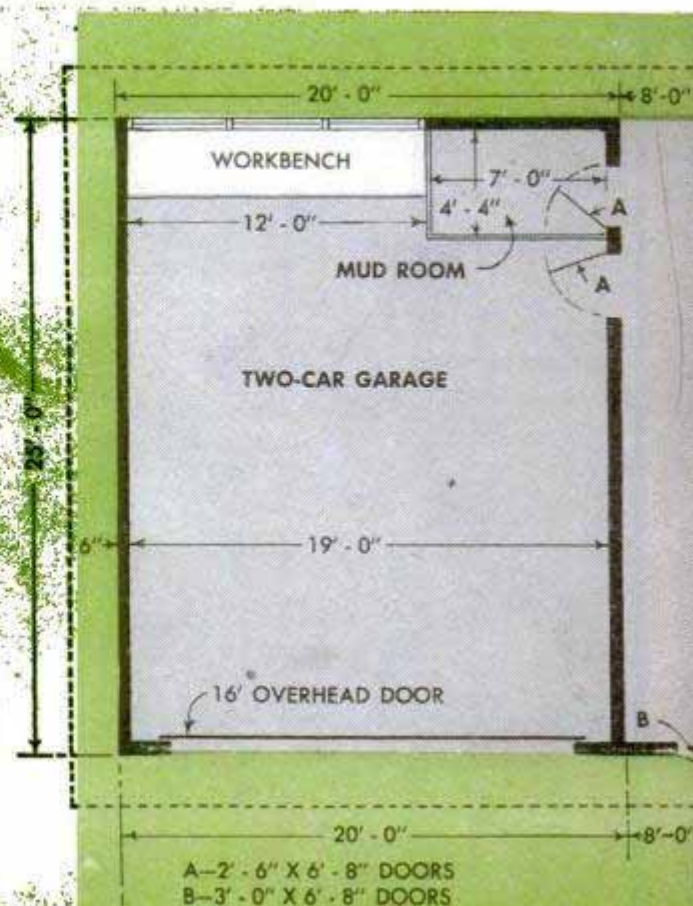 20' - 0"
8'-0"
WORKBENCH
7' - 0"
4' - 4"
A
12' - 0"
MUD ROOM
A
TWO-CAR GARAGE
25' - 0"
6"
19' - 0"
16' OVERHEAD DOOR
B
20' - 0"
8'-0"
A—2' - 6" X 6' - 8" DOORS
B—3' - 0" X 6' - 8" DOORS